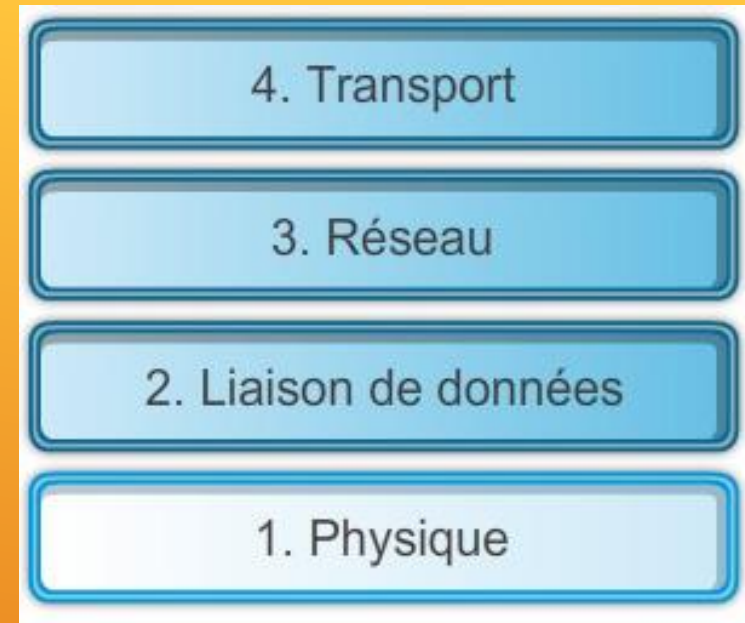 4. Transport
3. Réseau
2. Liaison de données
1. Physique